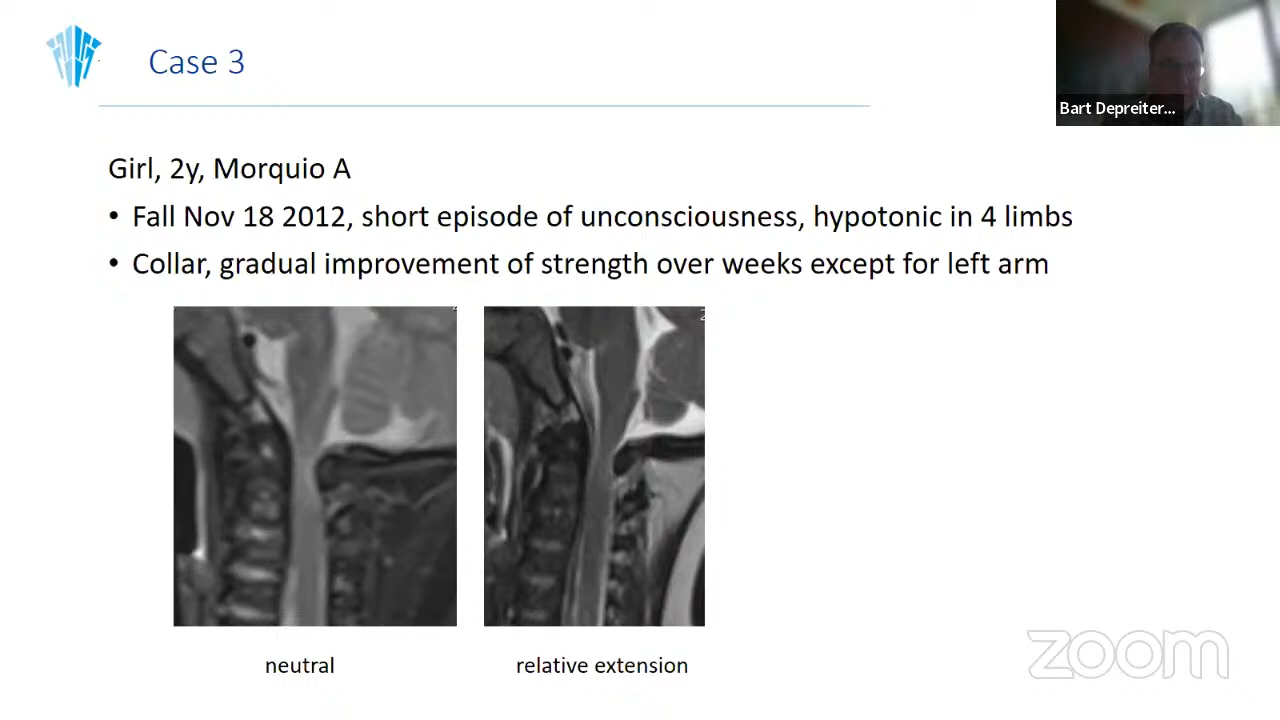 Case 3
Bart Depreiter...
Girl, 2y, Morquio A
• Fall Nov 18 2012, short episode of unconsciousness, hypotonic in 4 limbs
• Collar, gradual improvement of strength over weeks except for left arm
neutral
relative extension
zoom